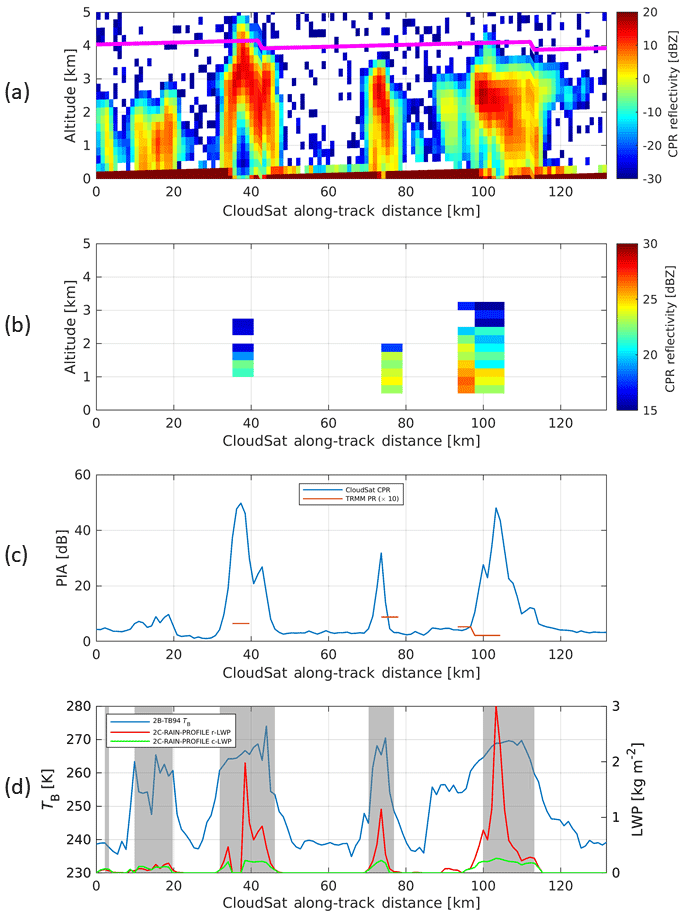 (a)
Altitude [km]
5
4
3
2
1
0
0 20 40 60 80 100 120
CloudSat along-track distance [km]
20
10
0
-10
-20
-30
CPR reflectivity [dBZ]
(b)
Altitude [km]
5
4
3
2
1
0
0 20 40 60 80 100 120
CloudSat along-track distance [km]
30
25
20
15
CPR reflectivity [dBZ]
(c)
PIA [dB]
60
40
20
0
CloudSat CPR
TRMM PR (× 10)
0 20 40 60 80 100 120
CloudSat along-track distance [km]
(d)
TB [K]
280
270
260
250
240
230
2B-TB94 TB
2C-RAIN-PROFILE r-LWP
2C-RAIN-PROFILE c-LWP
3
2
1
0
LWP [kg m-2]
0 20 40 60 80 100 120
CloudSat along-track distance [km]